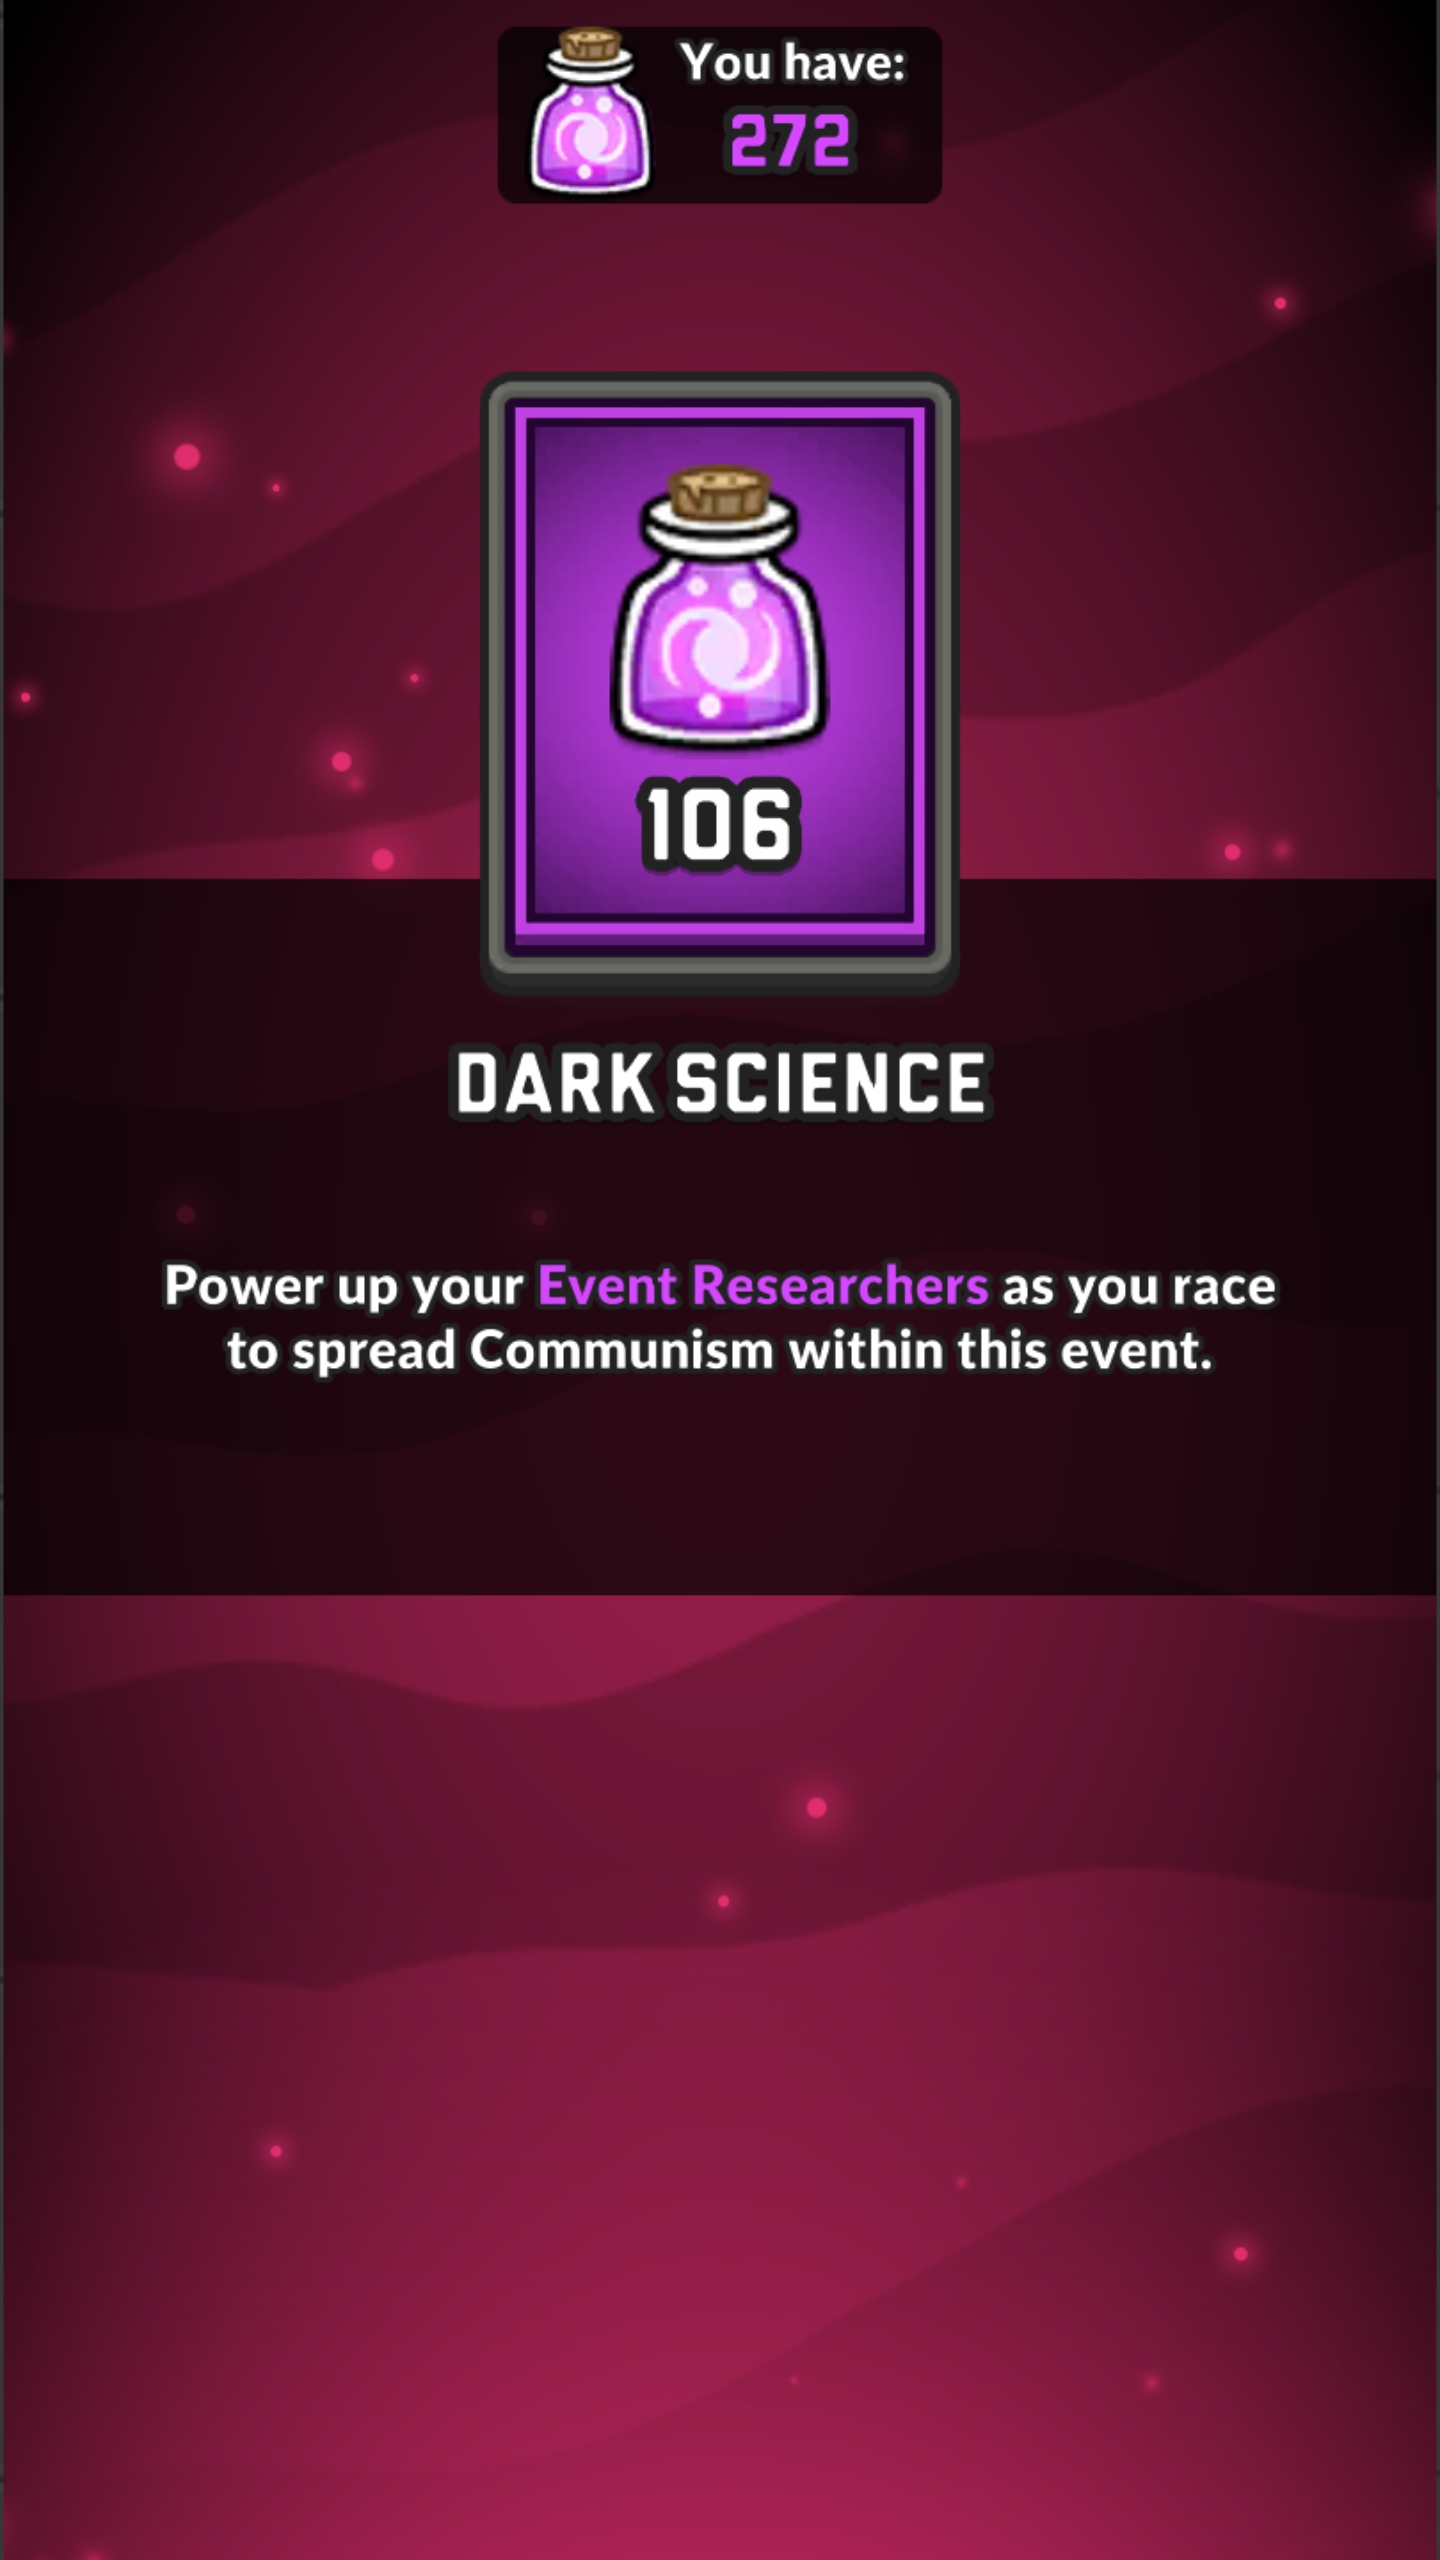 You have:
272
106
DARK SCIENCE
Power up your Event Researchers as you race
to spread Communism within this event.